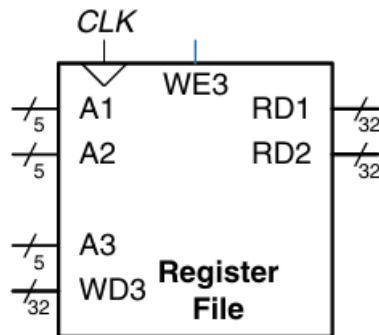 CLK
WE3
A1 RD1
5 32
A2 RD2
5 32
A3
5
WD3
32
Register
File